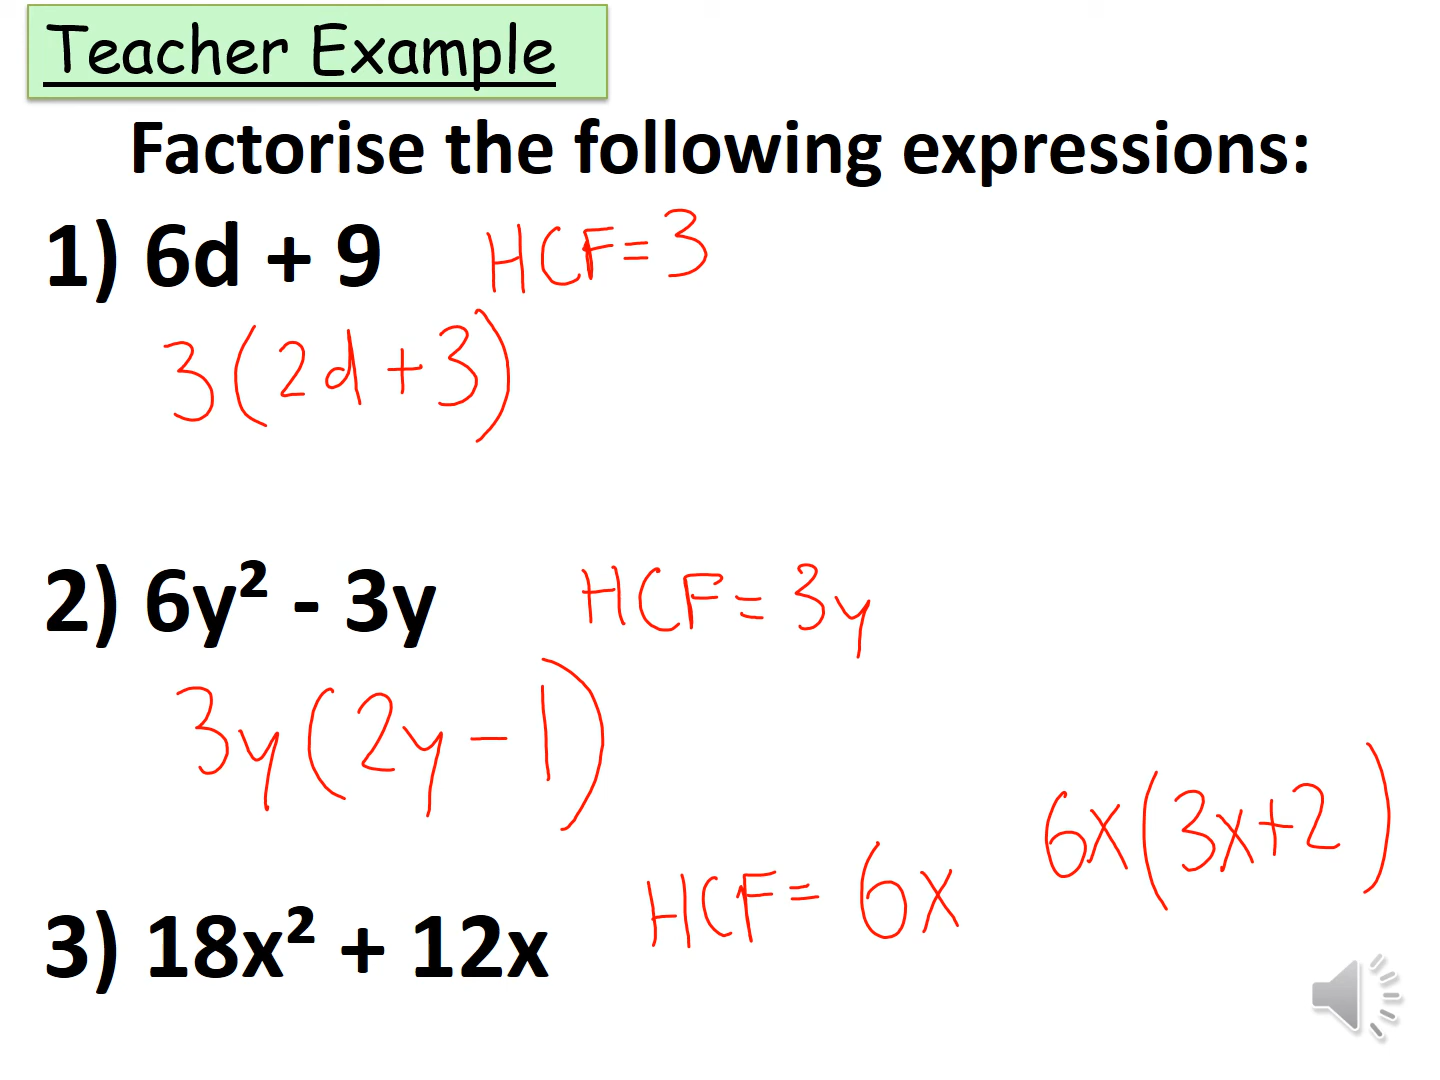 Teacher Example
Factorise the following expressions:
1) 6d + 9 HCF = 3
3(2d + 3)
2) 6y² - 3y HCF = 3y
3y(2y - 1)
6x(3x+2)
3) 18x² + 12x HCF = 6x